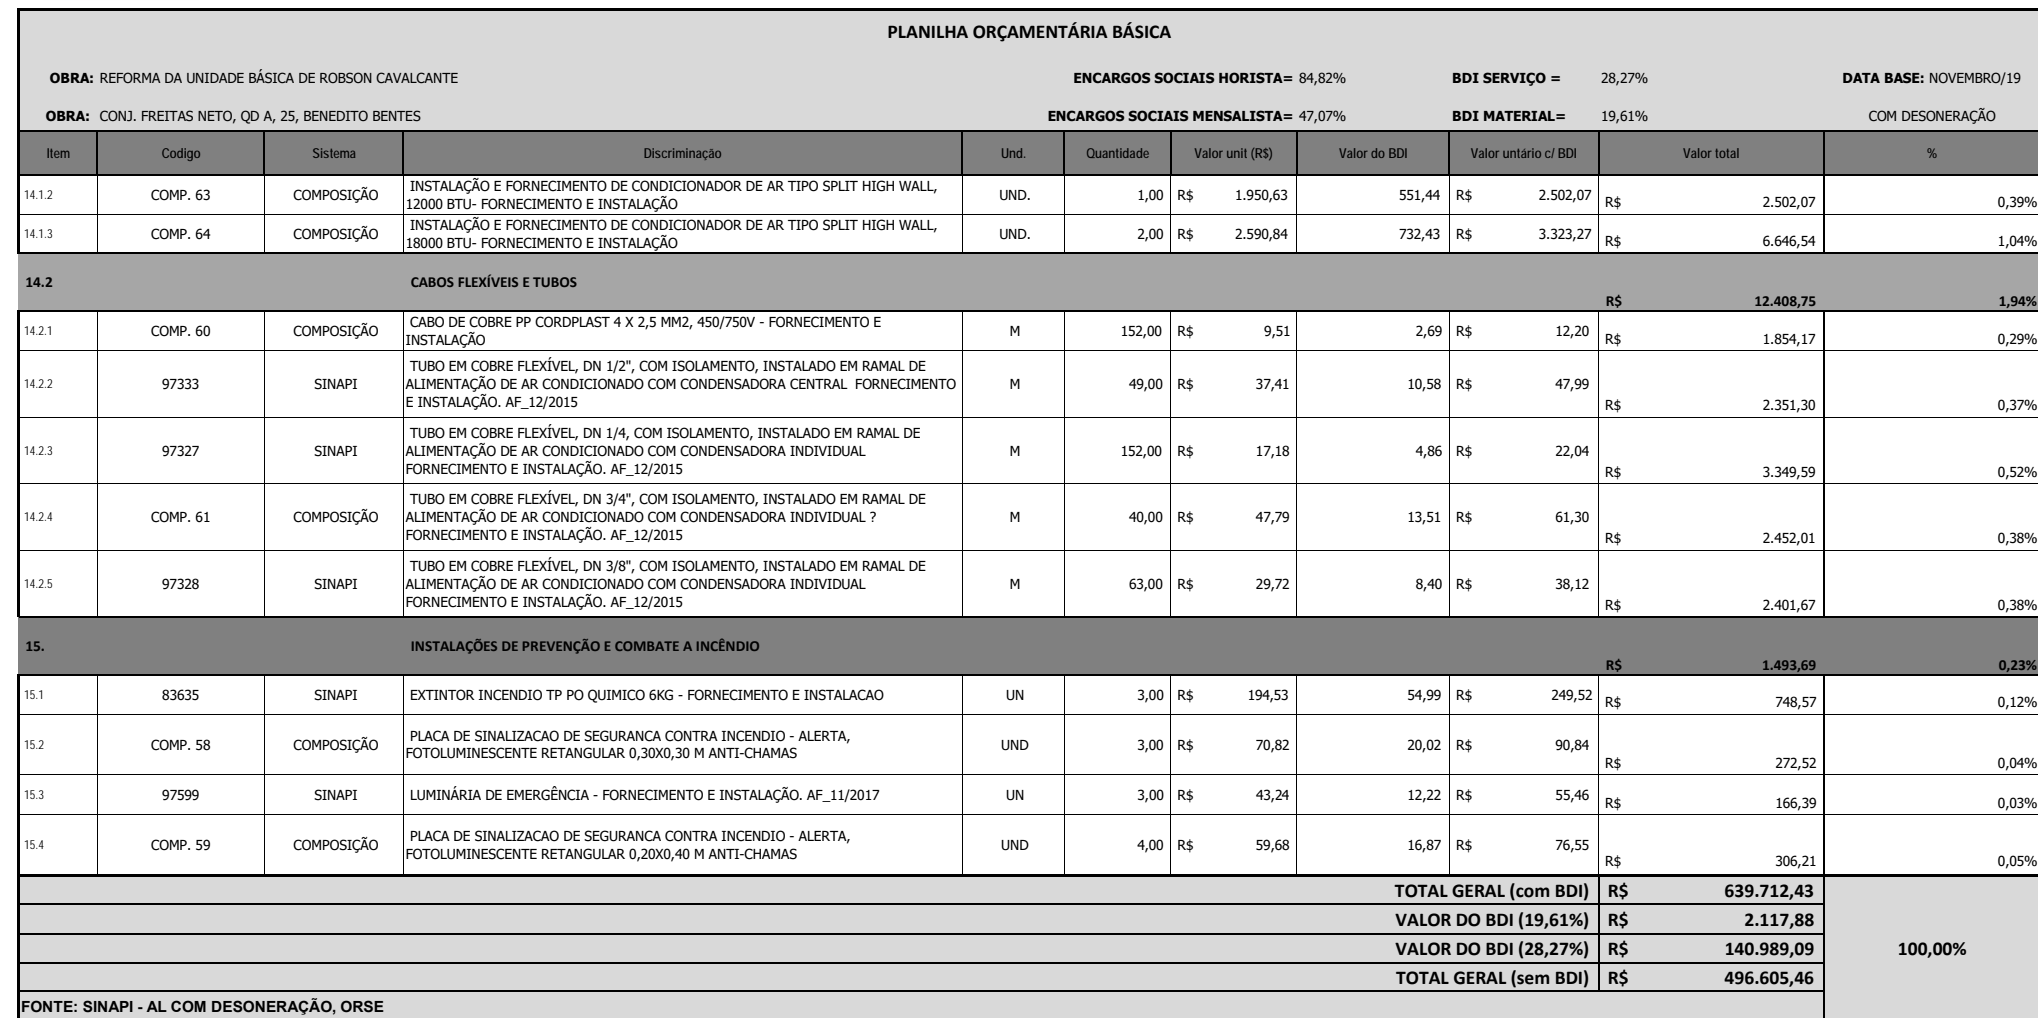 PLANILHA ORÇAMENTÁRIA BÁSICA
OBRA: REFORMA DA UNIDADE BÁSICA DE ROBSON CAVALCANTE ENCARGOS SOCIAIS HORISTA= 84,82% BDI SERVIÇO = 28,27% DATA BASE: NOVEMBRO/19
OBRA: CONJ. FREITAS NETO, QD A, 25, BENEDITO BENTES ENCARGOS SOCIAIS MENSALISTA= 47,07% BDI MATERIAL= 19,61% COM DESONERAÇÃO
Item Codigo Sistema Discriminação Und. Quantidade Valor unit (R$) Valor do BDI Valor untário c/ BDI Valor total %
14.1.2 COMP. 63 COMPOSIÇÃO INSTALAÇÃO E FORNECIMENTO DE CONDICIONADOR DE AR TIPO SPLIT HIGH WALL,
12000 BTU- FORNECIMENTO E INSTALAÇÃO UND. 1,00 R$ 1.950,63 551,44 R$ 2.502,07 R$ 2.502,07 0,39%
14.1.3 COMP. 64 COMPOSIÇÃO INSTALAÇÃO E FORNECIMENTO DE CONDICIONADOR DE AR TIPO SPLIT HIGH WALL,
18000 BTU- FORNECIMENTO E INSTALAÇÃO UND. 2,00 R$ 2.590,84 732,43 R$ 3.323,27 R$ 6.646,54 1,04%
14.2 CABOS FLEXÍVEIS E TUBOS R$ 12.408,75 1,94%
14.2.1 COMP. 60 COMPOSIÇÃO CABO DE COBRE PP CORDPLAST 4 X 2,5 MM2, 450/750V - FORNECIMENTO E
INSTALAÇÃO M 152,00 R$ 9,51 2,69 R$ 12,20 R$ 1.854,17 0,29%
14.2.2 97333 SINAPI TUBO EM COBRE FLEXÍVEL, DN 1/2", COM ISOLAMENTO, INSTALADO EM RAMAL DE
ALIMENTAÇÃO DE AR CONDICIONADO COM CONDENSADORA CENTRAL FORNECIMENTO
E INSTALAÇÃO. AF_12/2015 M 49,00 R$ 37,41 10,58 R$ 47,99 R$ 2.351,30 0,37%
14.2.3 97327 SINAPI TUBO EM COBRE FLEXÍVEL, DN 1/4, COM ISOLAMENTO, INSTALADO EM RAMAL DE
ALIMENTAÇÃO DE AR CONDICIONADO COM CONDENSADORA INDIVIDUAL
FORNECIMENTO E INSTALAÇÃO. AF_12/2015 M 152,00 R$ 17,18 4,86 R$ 22,04 R$ 3.349,59 0,52%
14.2.4 COMP. 61 COMPOSIÇÃO TUBO EM COBRE FLEXÍVEL, DN 3/4", COM ISOLAMENTO, INSTALADO EM RAMAL DE
ALIMENTAÇÃO DE AR CONDICIONADO COM CONDENSADORA INDIVIDUAL ?
FORNECIMENTO E INSTALAÇÃO. AF_12/2015 M 40,00 R$ 47,79 13,51 R$ 61,30 R$ 2.452,01 0,38%
14.2.5 97328 SINAPI TUBO EM COBRE FLEXÍVEL, DN 3/8", COM ISOLAMENTO, INSTALADO EM RAMAL DE
ALIMENTAÇÃO DE AR CONDICIONADO COM CONDENSADORA INDIVIDUAL
FORNECIMENTO E INSTALAÇÃO. AF_12/2015 M 63,00 R$ 29,72 8,40 R$ 38,12 R$ 2.401,67 0,38%
15. INSTALAÇÕES DE PREVENÇÃO E COMBATE A INCÊNDIO R$ 1.493,69 0,23%
15.1 83635 SINAPI EXTINTOR INCENDIO TP PO QUIMICO 6KG - FORNECIMENTO E INSTALACAO UN 3,00 R$ 194,53 54,99 R$ 249,52 R$ 748,57 0,12%
15.2 COMP. 58 COMPOSIÇÃO PLACA DE SINALIZACAO DE SEGURANCA CONTRA INCENDIO - ALERTA,
FOTOLUMINESCENTE RETANGULAR 0,30X0,30 M ANTI-CHAMAS UND 3,00 R$ 70,82 20,02 R$ 90,84 R$ 272,52 0,04%
15.3 97599 SINAPI LUMINÁRIA DE EMERGÊNCIA - FORNECIMENTO E INSTALAÇÃO. AF_11/2017 UN 3,00 R$ 43,24 12,22 R$ 55,46 R$ 166,39 0,03%
15.4 COMP. 59 COMPOSIÇÃO PLACA DE SINALIZACAO DE SEGURANCA CONTRA INCENDIO - ALERTA,
FOTOLUMINESCENTE RETANGULAR 0,20X0,40 M ANTI-CHAMAS UND 4,00 R$ 59,68 16,87 R$ 76,55 R$ 306,21 0,05%
TOTAL GERAL (com BDI) R$ 639.712,43
VALOR DO BDI (19,61%) R$ 2.117,88
VALOR DO BDI (28,27%) R$ 140.989,09 100,00%
TOTAL GERAL (sem BDI) R$ 496.605,46
FONTE: SINAPI - AL COM DESONERAÇÃO, ORSE